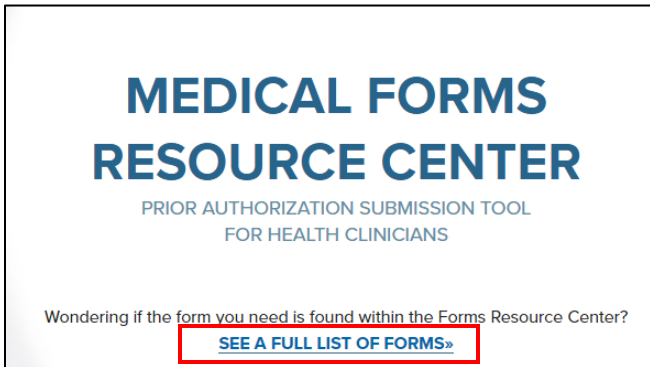 MEDICAL FORMS
RESOURCE CENTER
PRIOR AUTHORIZATION SUBMISSION TOOL
FOR HEALTH CLINICIANS
Wondering if the form you need is found within the Forms Resource Center?
SEE A FULL LIST OF FORMS»